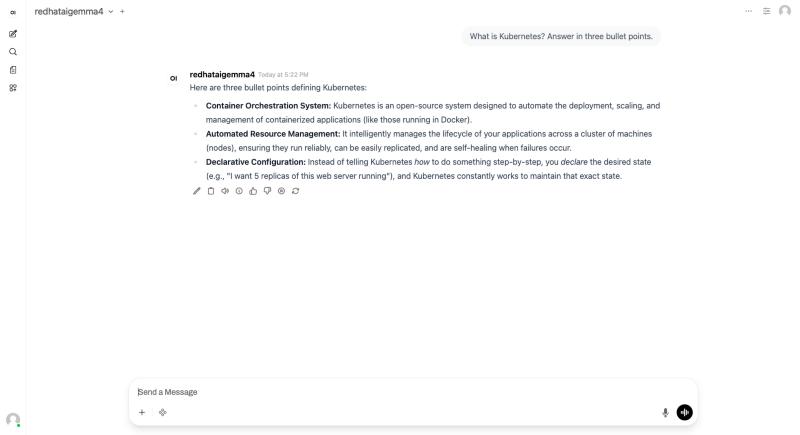 OI
redhataigemma4
What is Kubernetes? Answer in three bullet points.
OI
redhataigemma4 Today at 5:22 PM
Here are three bullet points defining Kubernetes:
Container Orchestration System: Kubernetes is an open-source system designed to automate the deployment, scaling, and
management of containerized applications (like those running in Docker).
Automated Resource Management: It intelligently manages the lifecycle of your applications across a cluster of machines
(nodes), ensuring they run reliably, can be easily replicated, and are self-healing when failures occur.
Declarative Configuration: Instead of telling Kubernetes how to do something step-by-step, you declare the desired state
(e.g., "I want 5 replicas of this web server running"), and Kubernetes constantly works to maintain that exact state.
Send a Message